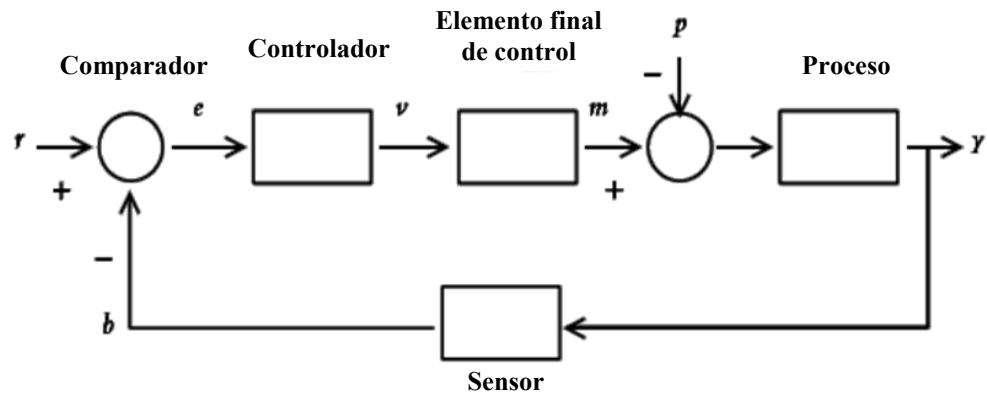 Elemento final
de control
Controlador
Comparador
Proceso
p
−
r
+
e
v
m
+
γ
−
b
Sensor